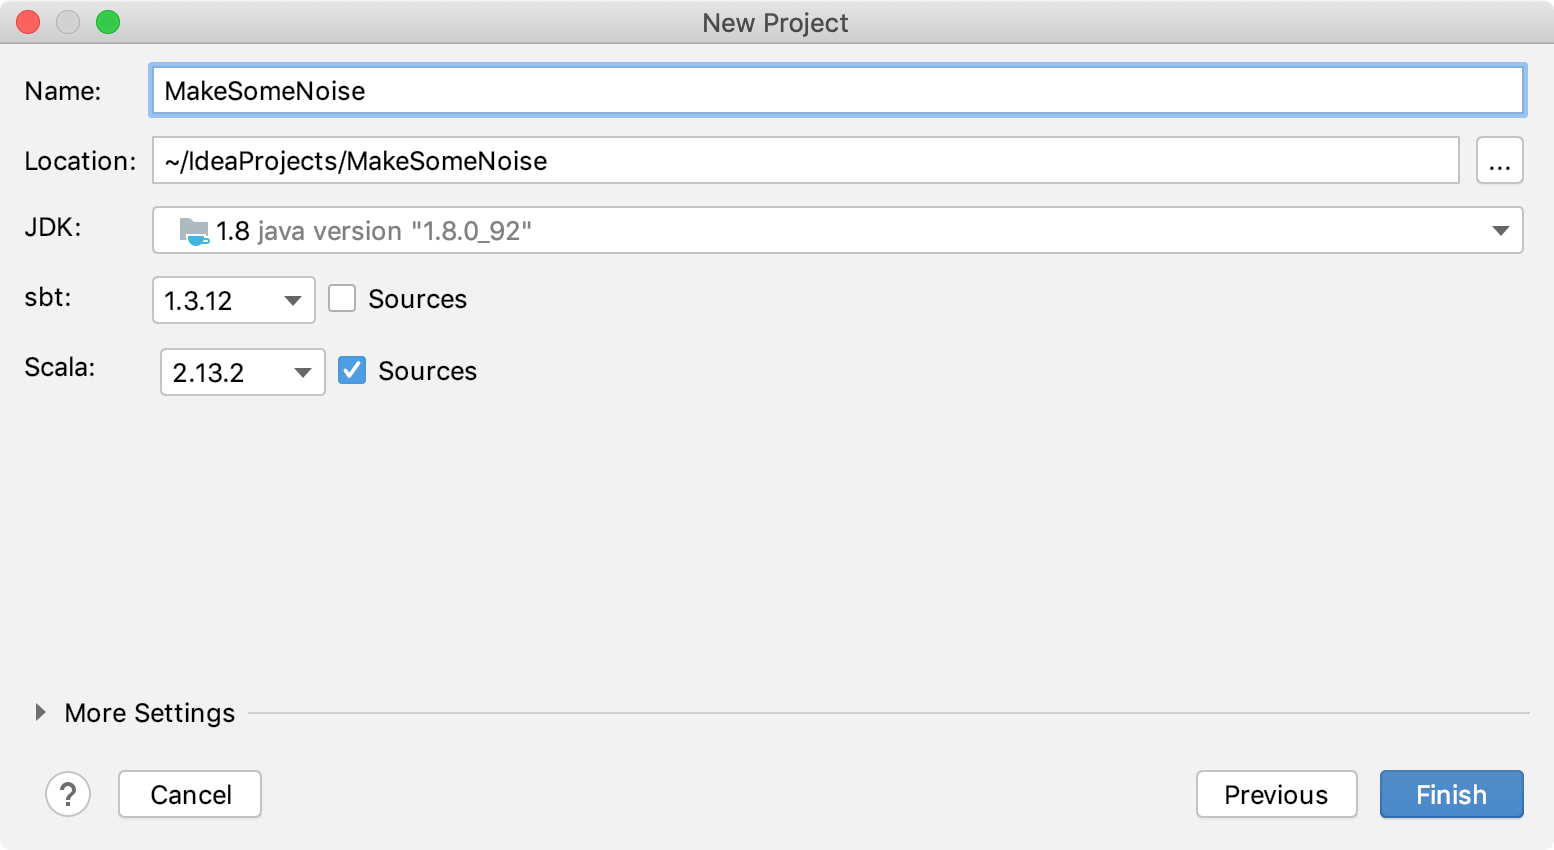 New Project
Name: MakeSomeNoise
Location: ~/IdeaProjects/MakeSomeNoise ...
JDK: 1.8 java version "1.8.0_92"
sbt: 1.3.12 Sources
Scala: 2.13.2 Sources
More Settings
? Cancel Previous Finish